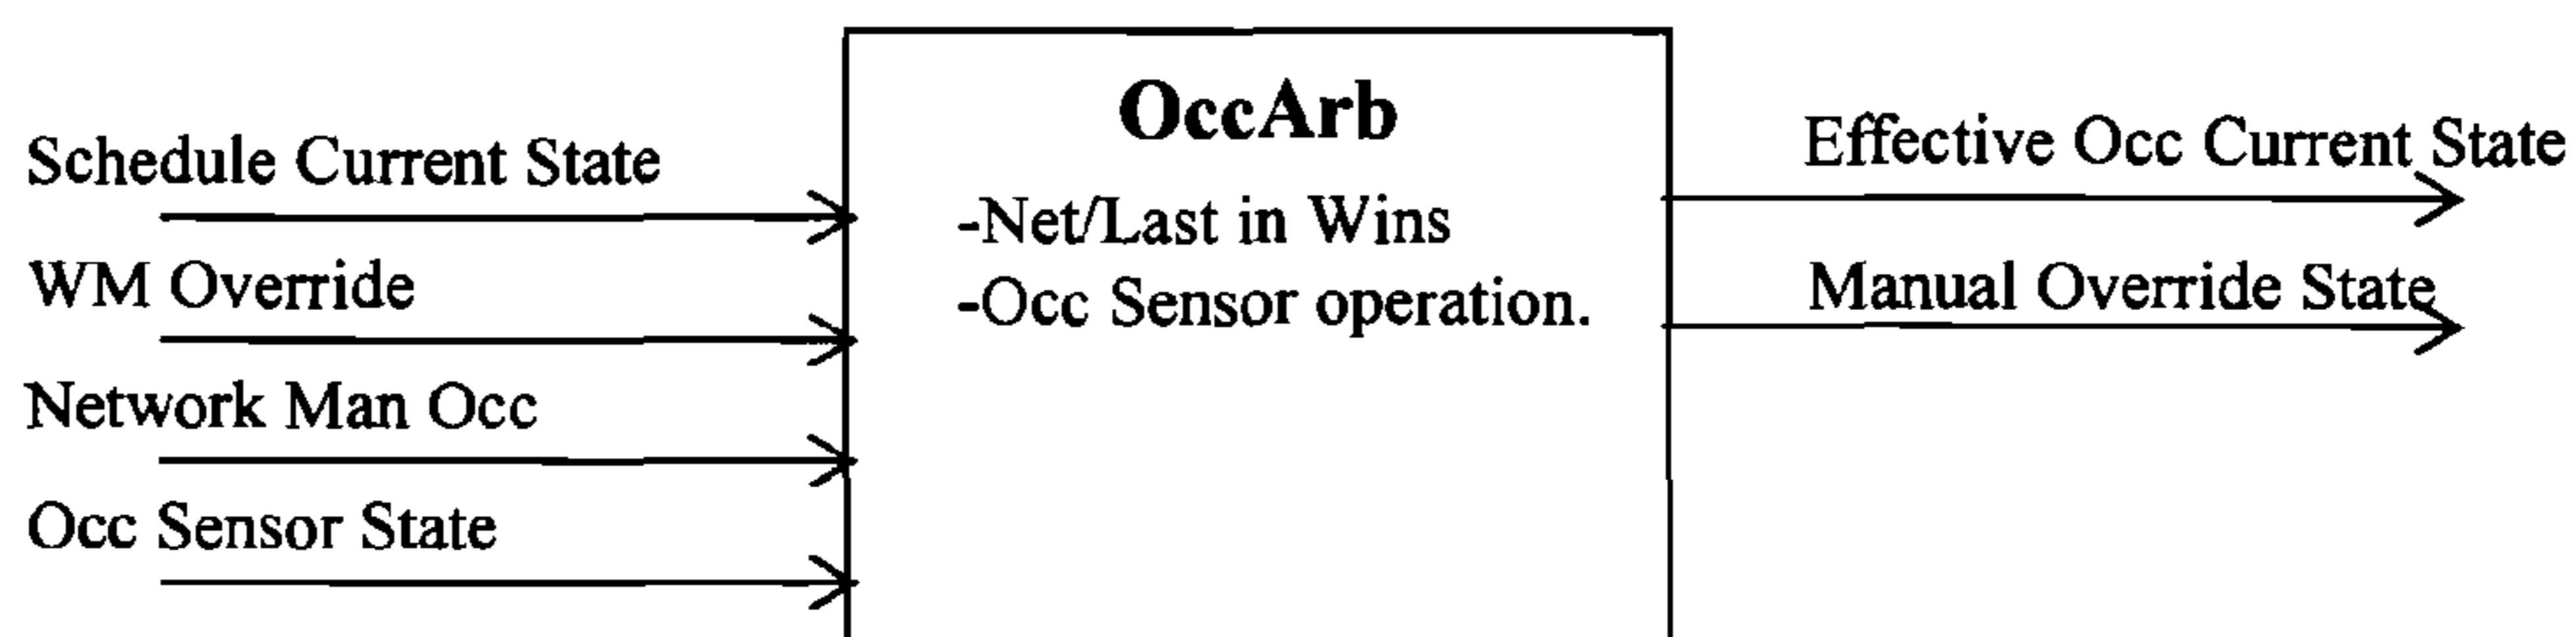 Schedule Current State
WM Override
Network Man Occ
Occ Sensor State
OccArb
-Net/Last in Wins
-Occ Sensor operation.
Effective Occ Current State
Manual Override State